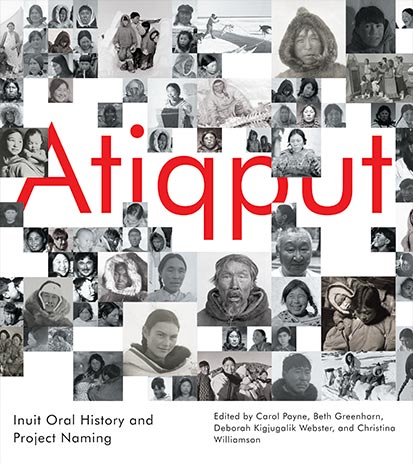 Atiqput
Inuit Oral History and
Project Naming
Edited by Carol Payne, Beth Greenhorn,
Deborah Kigjugalik Webster, and Christina
Williamson